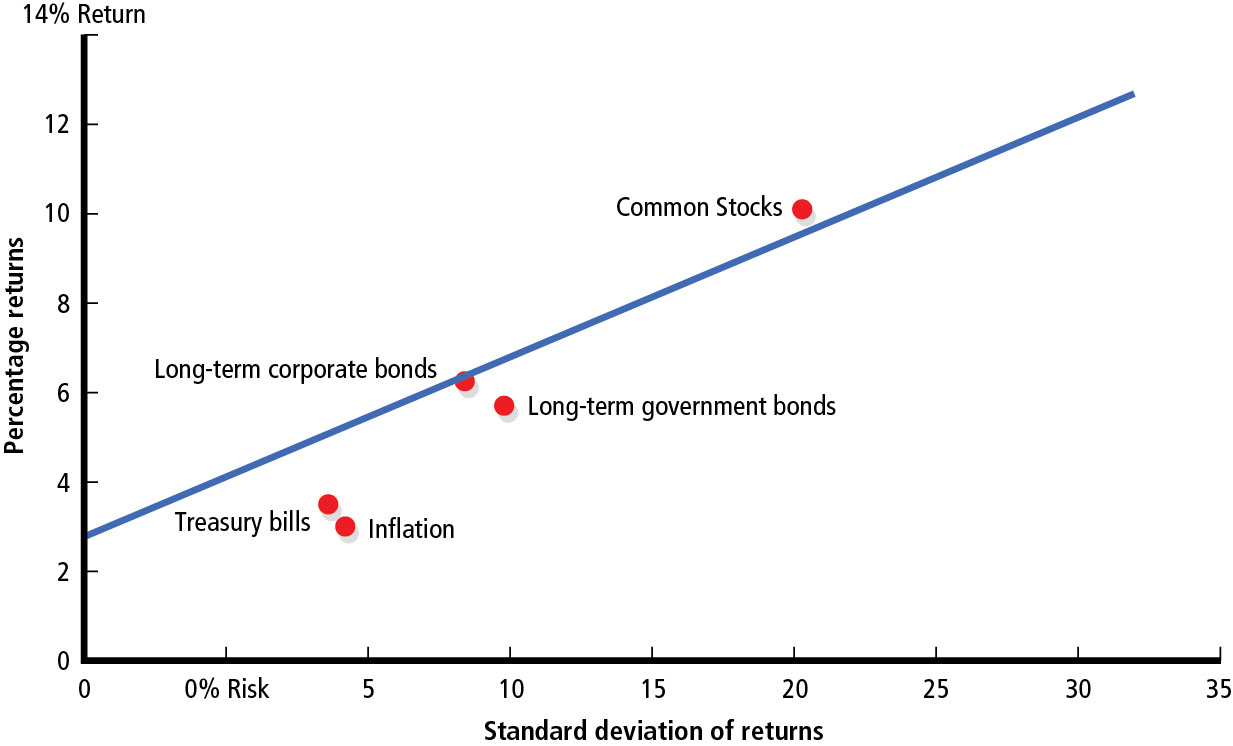 14% Return
12
10
8
6
4
2
0
Percentage returns
Common Stocks
Long-term corporate bonds
Long-term government bonds
Treasury bills
Inflation
0 0% Risk 5 10 15 20 25 30 35
Standard deviation of returns